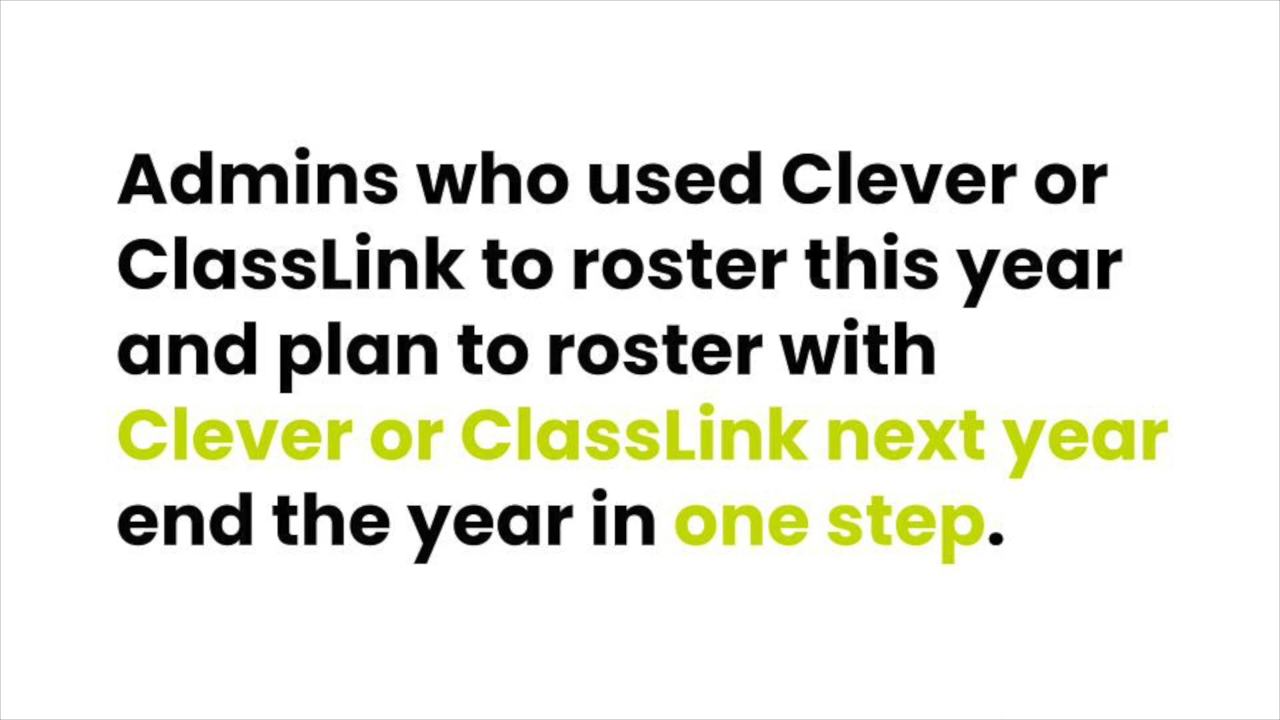 Admins who used Clever or
ClassLink to roster this year
and plan to roster with
Clever or ClassLink next year
end the year in one step.